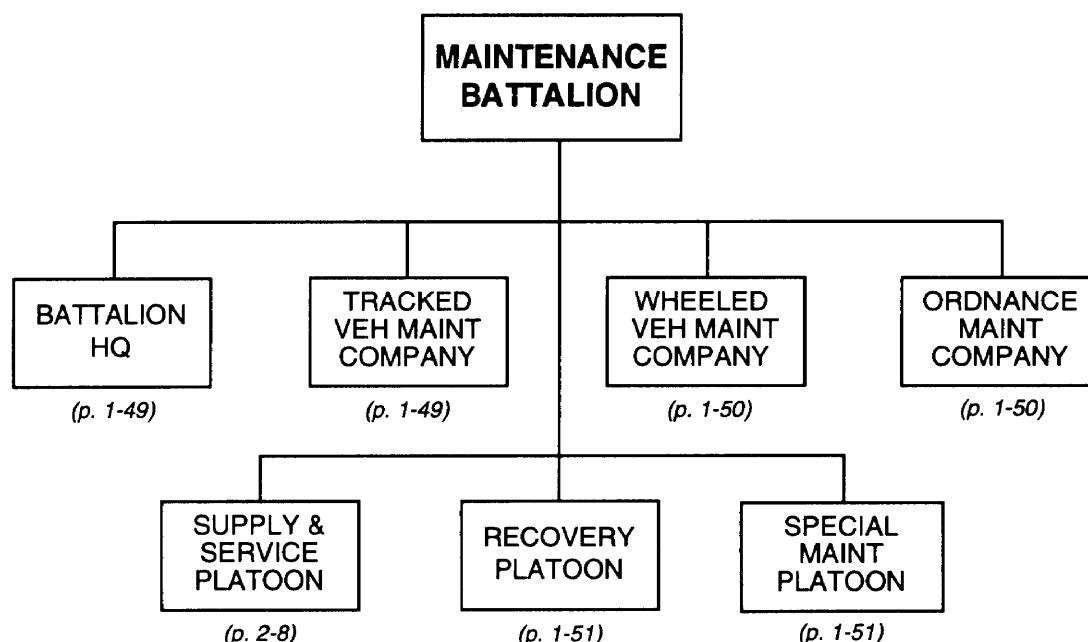 MAINTENANCE
BATTALION
BATTALION
HQ
(p. 1-49)
TRACKED
VEH MAINT
COMPANY
(p. 1-49)
WHEELED
VEH MAINT
COMPANY
(p. 1-50)
ORDNANCE
MAINT
COMPANY
(p. 1-50)
SUPPLY &
SERVICE
PLATOON
(p. 2-8)
RECOVERY
PLATOON
(p. 1-51)
SPECIAL
MAINT
PLATOON
(p. 1-51)